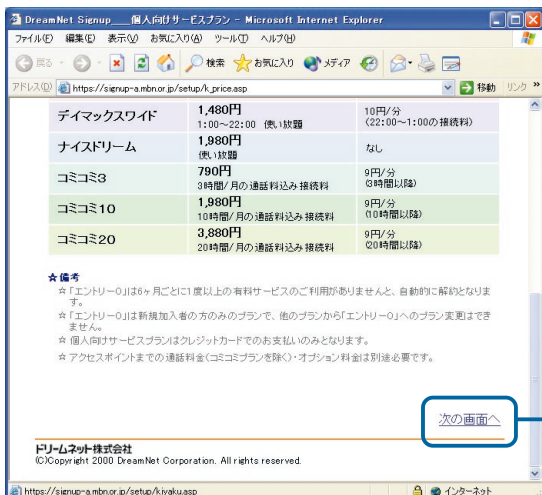 DreamNet Signup___個人向けサービスプラン - Microsoft Internet Explorer
ファイル(F) 編集(E) 表示(V) お気に入り(A) ツール(T) ヘルプ(H)
戻る 検索 お気に入り メディア
アドレス(D) https://signup-a.mbn.or.jp/setup/k_price.asp 移動 リンク »
デイマックスワイド 1,480円 10円/分
1:00～22:00 使い放題 (22:00～1:00の接続料)
ナイスドリーム 1,980円 なし
使い放題
コミコミ3 790円 9円/分
3時間/月の通話料込み接続料 (3時間以降)
コミコミ10 1,980円 9円/分
10時間/月の通話料込み接続料 (10時間以降)
コミコミ20 3,880円 9円/分
20時間/月の通話料込み接続料 (20時間以降)
☆備考
☆「エントリー0」は6ヶ月ごとに1度以上の有料サービスのご利用がありませんと、自動的に解約となりま
す。
☆「エントリー0」は新規加入者の方のみのプランで、他のプランから「エントリー0」へのプラン変更はでき
ません。
☆ 個人向けサービスプランはクレジットカードでのお支払いのみとなります。
☆ アクセスポイントまでの通話料金(コミコミプランを除く)・オプション料金は別途必要です。
次の画面へ
ドリームネット株式会社
(C)Copyright 2000 DreamNet Corporation. All rights reserved.
https://signup-a.mbn.or.jp/setup/kiyaku.asp インターネット